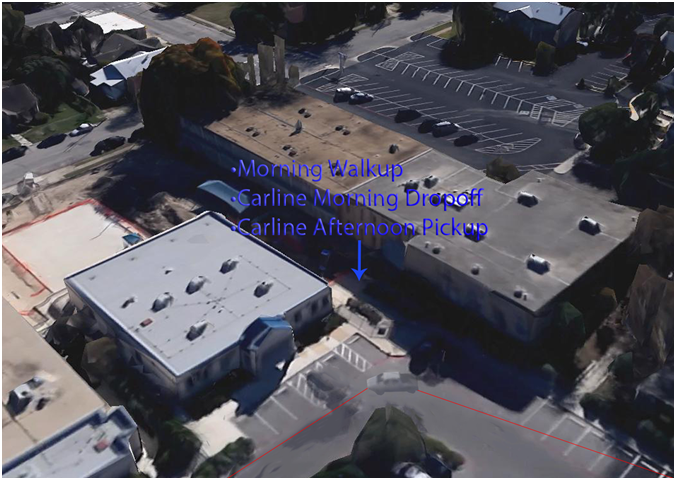 •Morning Walkup
•Carline Morning Dropoff
•Carline Afternoon Pickup